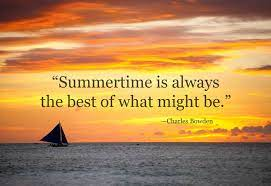 “Summertime is always
the best of what might be.”
—Charles Bowden